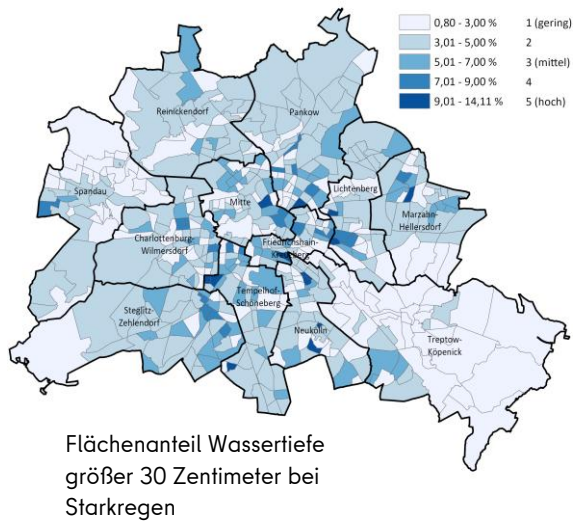 0,80 - 3,00 % 1 (gering)
3,01 - 5,00 % 2
5,01 - 7,00 % 3 (mittel)
7,01 - 9,00 % 4
9,01 - 14,11 % 5 (hoch)
Reinickendorf
Pankow
Spandau
Mitte
Lichtenberg
Marzahn-
Hellersdorf
Charlottenburg-
Wilmersdorf
Friedrichshain-
Kreuzberg
Tempelhof-
Schöneberg
Steglitz-
Zehlendorf
Neukölln
Treptow-
Köpenick
Flächenanteil Wassertiefe
größer 30 Zentimeter bei
Starkregen